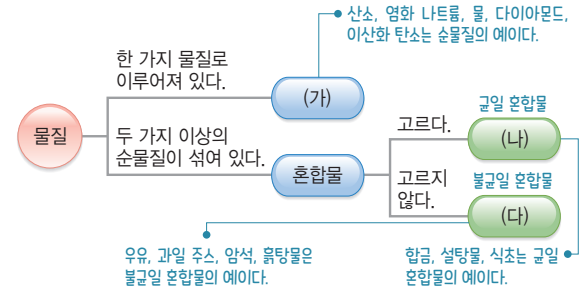 산소, 염화 나트륨, 물, 다이아몬드,
이산화 탄소는 순물질의 예이다.
한 가지 물질로
이루어져 있다.
(가)
물질
두 가지 이상의
순물질이 섞여 있다.
혼합물
고르다.
균일 혼합물
(나)
고르지
않다.
불균일 혼합물
(다)
우유, 과일 주스, 암석, 흙탕물은
불균일 혼합물의 예이다.
합금, 설탕물, 식초는 균일
혼합물의 예이다.